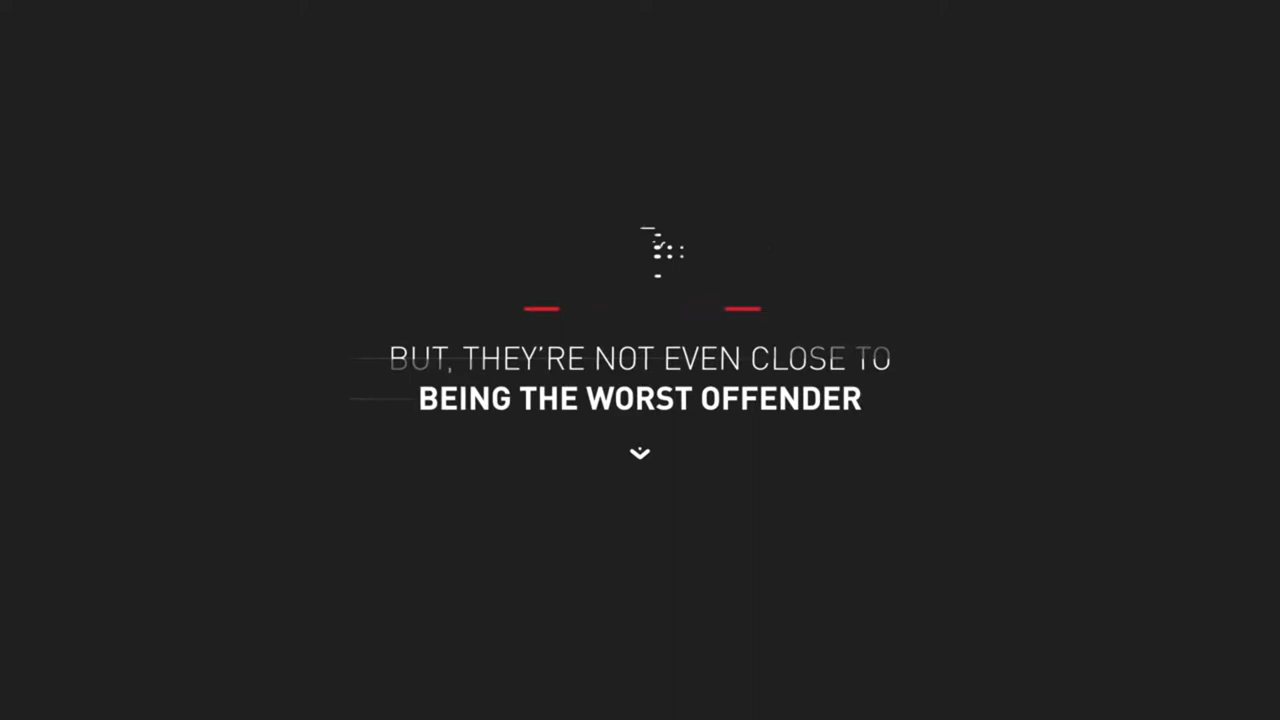 BUT, THEY’RE NOT EVEN CLOSE TO
BEING THE WORST OFFENDER